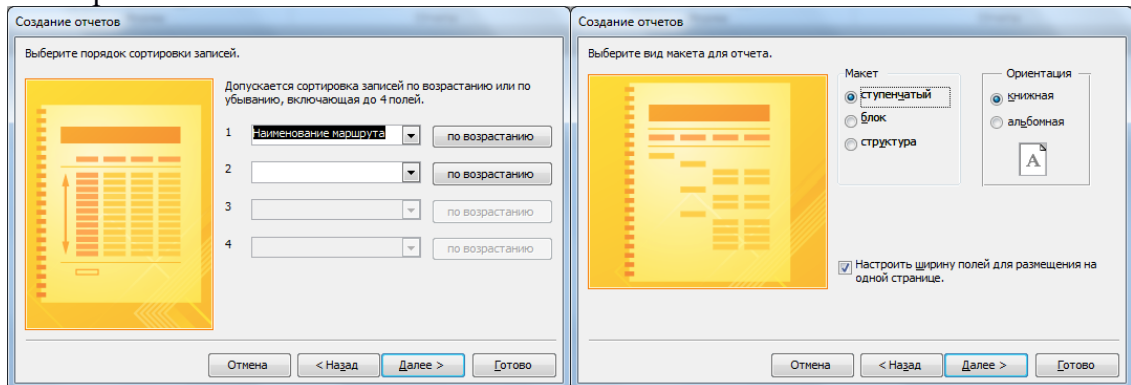 Создание отчетов
Выберите порядок сортировки записей.
Допускается сортировка записей по возрастанию или по
убыванию, включающая до 4 полей.
1 Наименование маршрута по возрастанию
2 по возрастанию
3 по возрастанию
4 по возрастанию
Отмена < Назад Далее > Готово
Создание отчетов
Выберите вид макета для отчета.
Макет Ориентация
ступенчатый книжная
блок альбомная
структура
A
Настроить ширину полей для размещения на
одной странице.
Отмена < Назад Далее > Готово